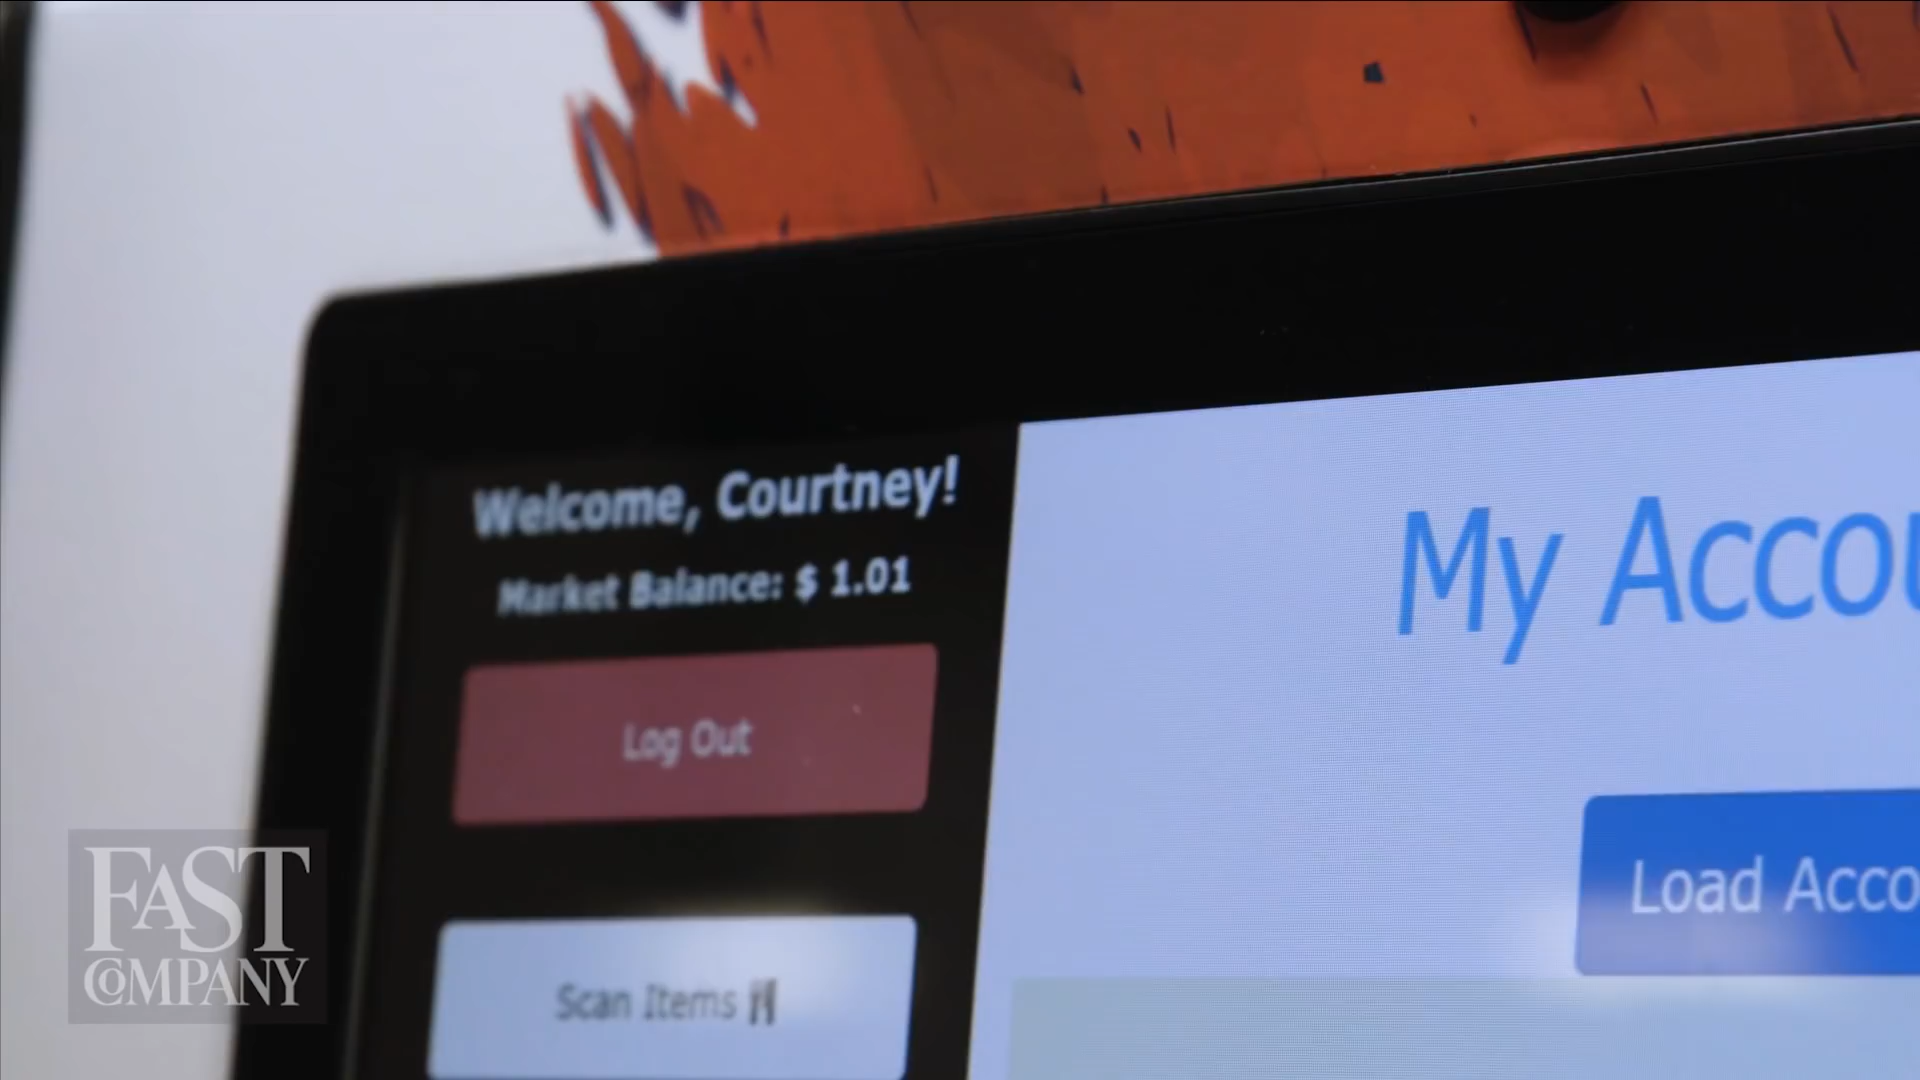 Welcome, Courtney!
Market Balance: $ 1.01
My Accou
Log Out
Load Acco
Scan Items
FAST
COMPANY